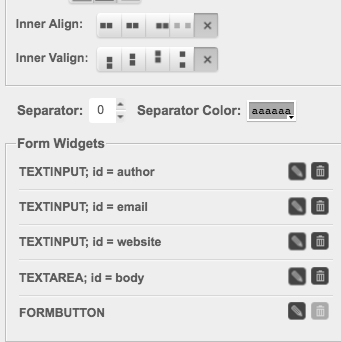 Inner Align:
Inner Valign:
Separator: 0 Separator Color: aaaaaa
Form Widgets
TEXTINPUT; id = author
TEXTINPUT; id = email
TEXTINPUT; id = website
TEXTAREA; id = body
FORMBUTTON